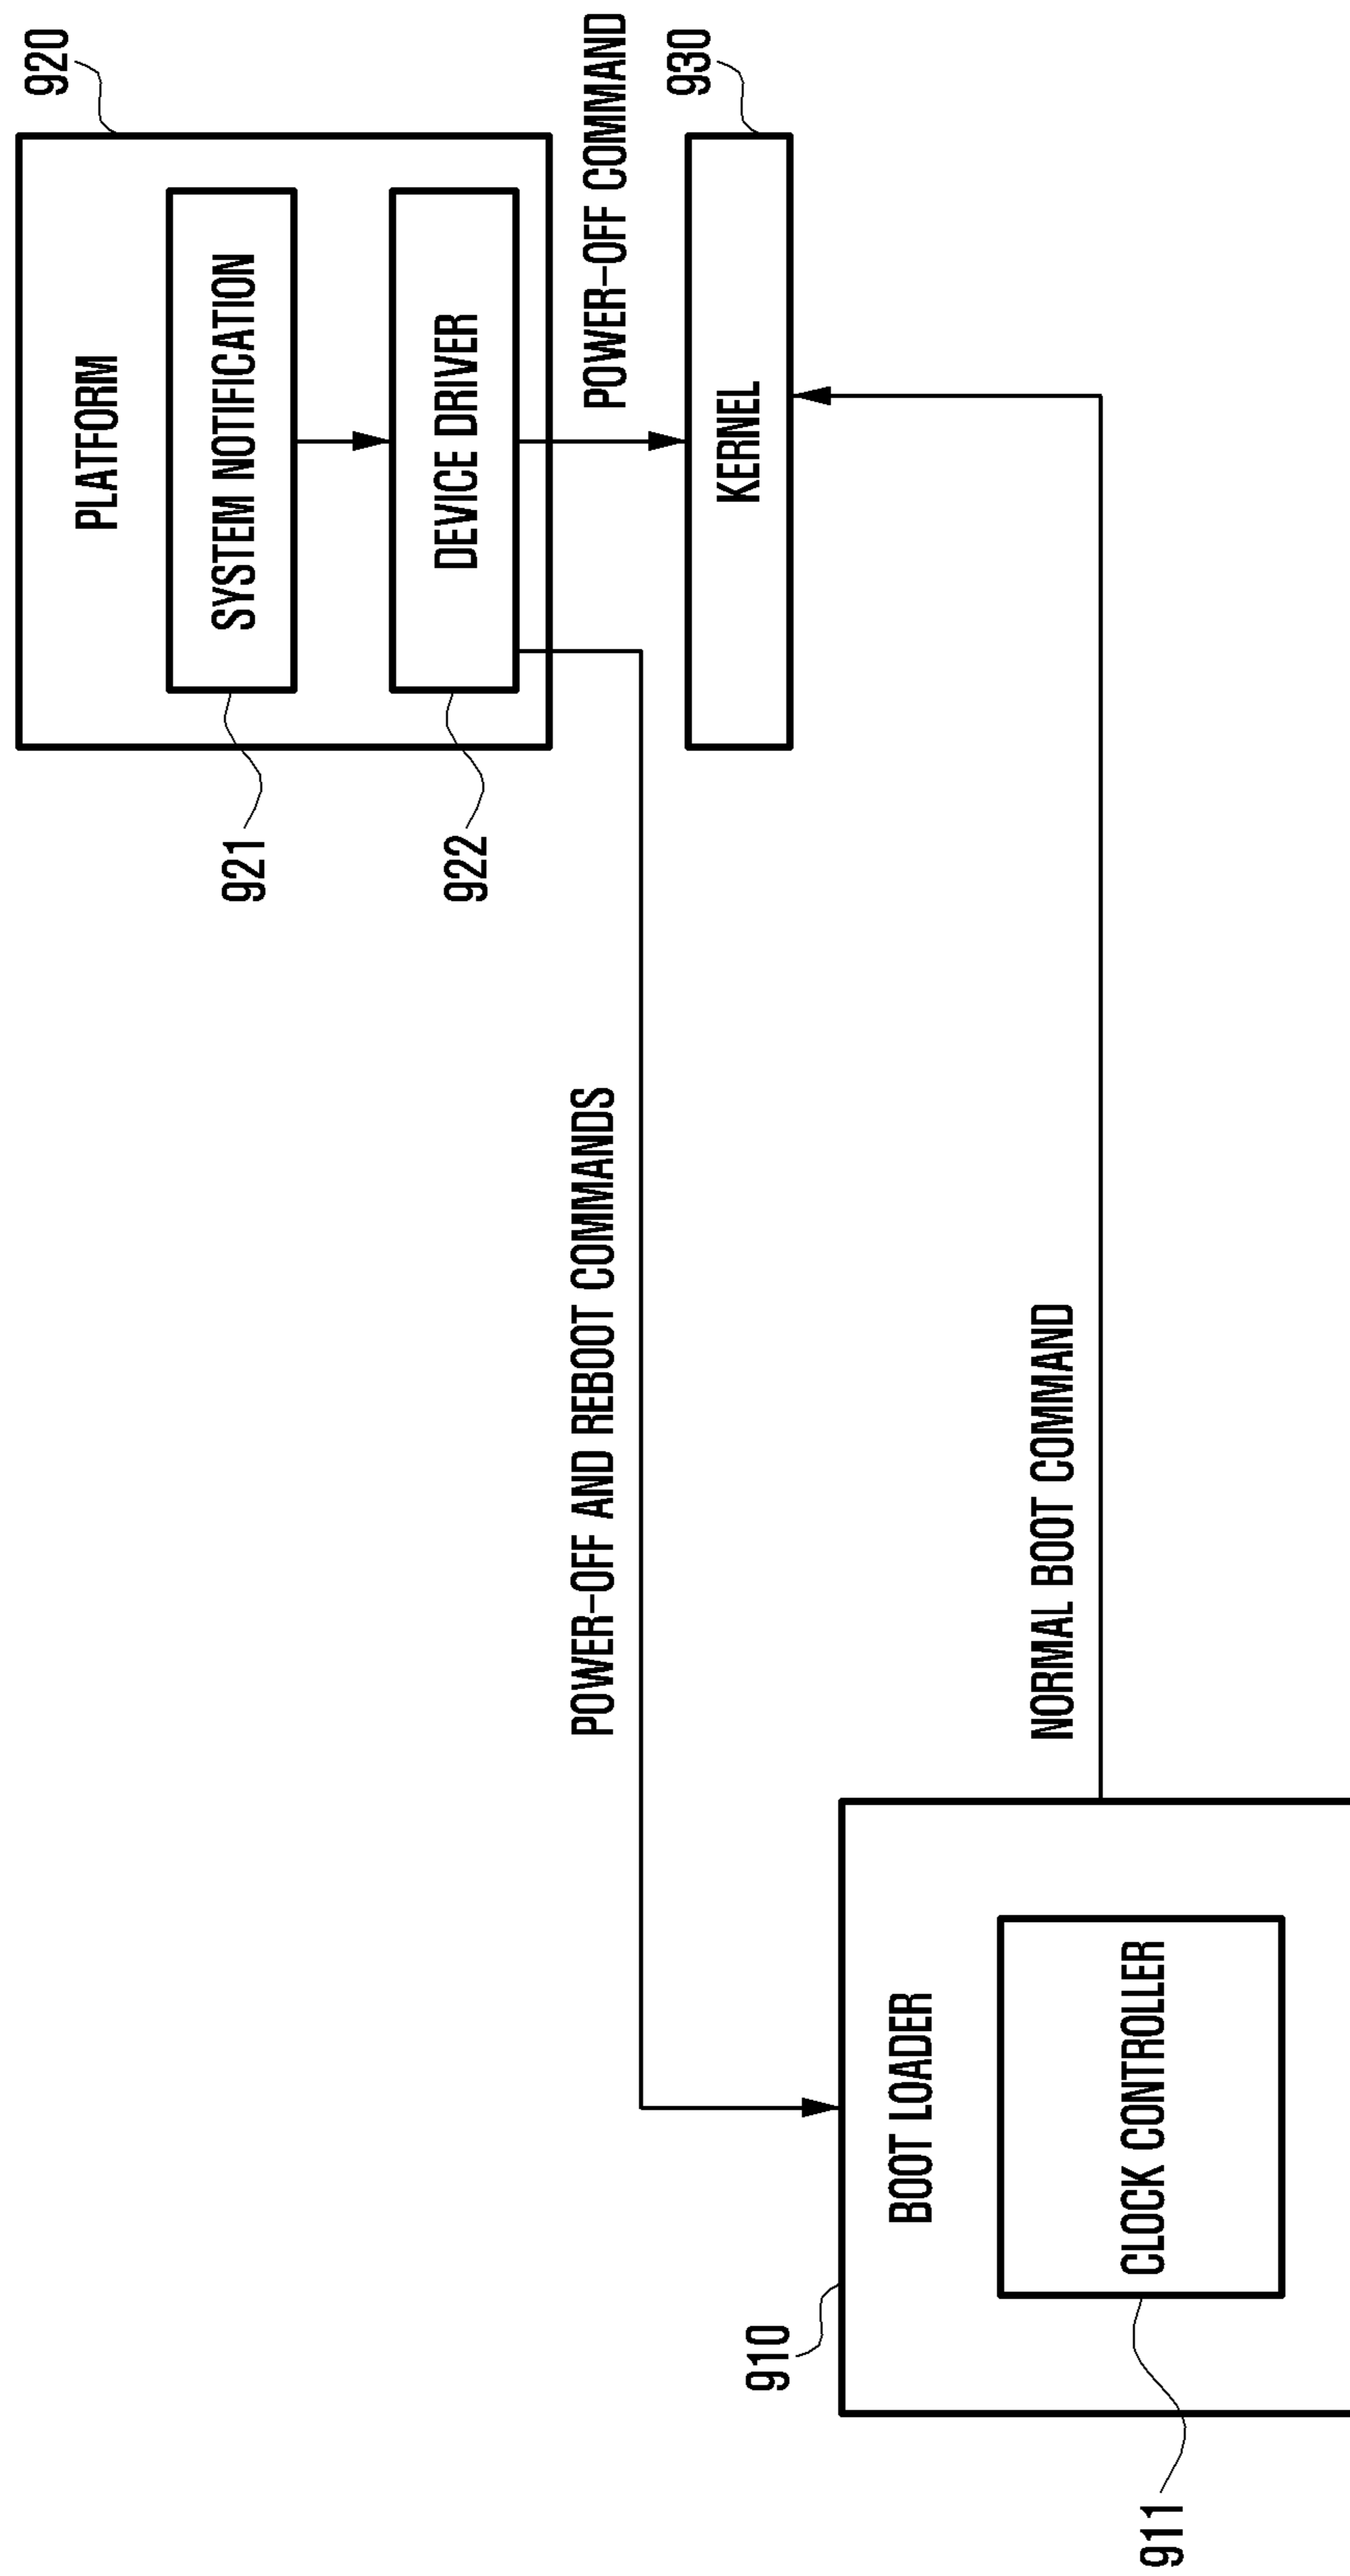 920
PLATFORM
SYSTEM NOTIFICATION
921
DEVICE DRIVER
922
POWER-OFF COMMAND
930
KERNEL
POWER-OFF AND REBOOT COMMANDS
NORMAL BOOT COMMAND
910
BOOT LOADER
CLOCK CONTROLLER
911